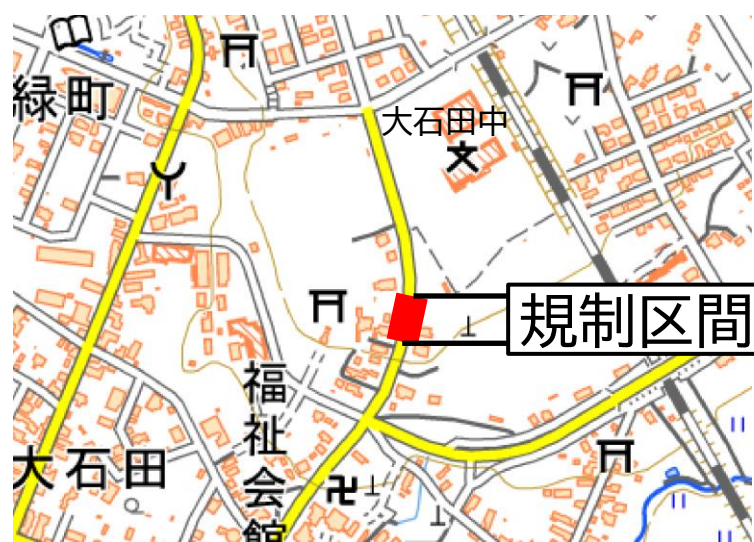 緑町
大石田中
規制区間
福祉会館
大石田